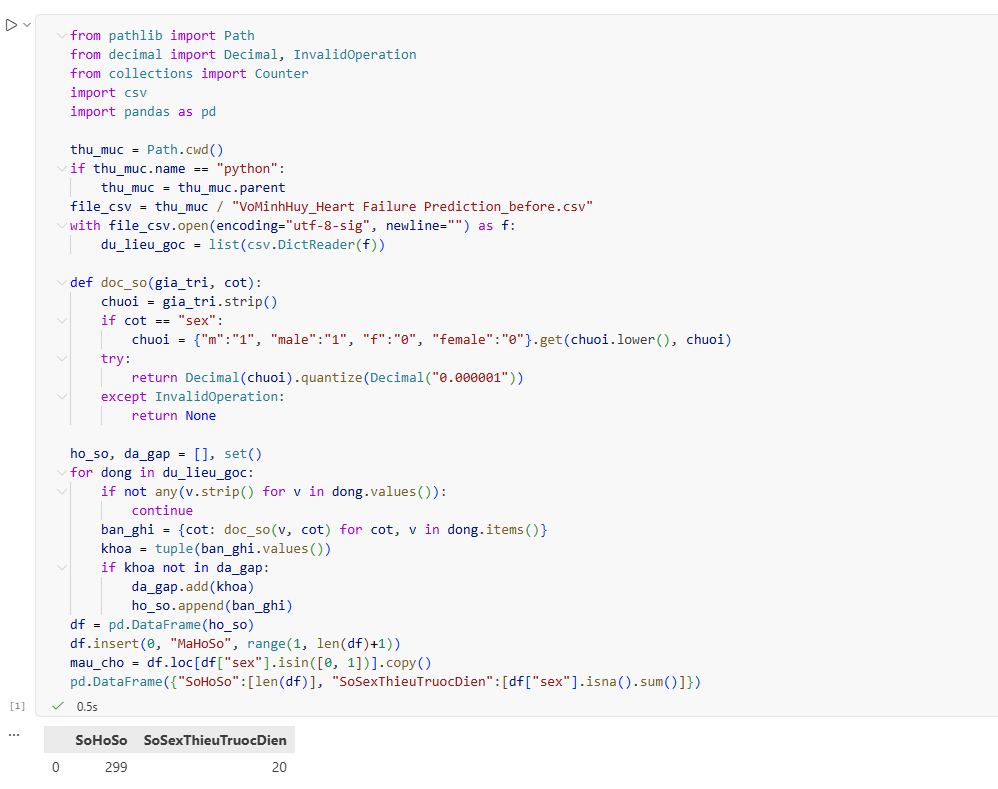 from pathlib import Path
from decimal import Decimal, InvalidOperation
from collections import Counter
import csv
import pandas as pd
thu_muc = Path.cwd()
if thu_muc.name == "python":
    thu_muc = thu_muc.parent
file_csv = thu_muc / "VoMinhHuy_Heart Failure Prediction_before.csv"
with file_csv.open(encoding="utf-8-sig", newline="") as f:
    du_lieu_goc = list(csv.DictReader(f))
def doc_so(gia_tri, cot):
    chuoi = gia_tri.strip()
    if cot == "sex":
        chuoi = {"m":"1", "male":"1", "f":"0", "female":"0"}.get(chuoi.lower(), chuoi)
    try:
        return Decimal(chuoi).quantize(Decimal("0.000001"))
    except InvalidOperation:
        return None
ho_so, da_gap = [], set()
for dong in du_lieu_goc:
    if not any(v.strip() for v in dong.values()):
        continue
    ban_ghi = {cot: doc_so(v, cot) for cot, v in dong.items()}
    khoa = tuple(ban_ghi.values())
    if khoa not in da_gap:
        da_gap.add(khoa)
        ho_so.append(ban_ghi)
df = pd.DataFrame(ho_so)
df.insert(0, "MaHoSo", range(1, len(df)+1))
mau_cho = df.loc[df["sex"].isin([0, 1])].copy()
pd.DataFrame({"SoHoSo":[len(df)], "SoSexThieuTruocDien":[df["sex"].isna().sum()]})
[1] 0.5s
... SoHoSo SoSexThieuTruocDien
0 299 20